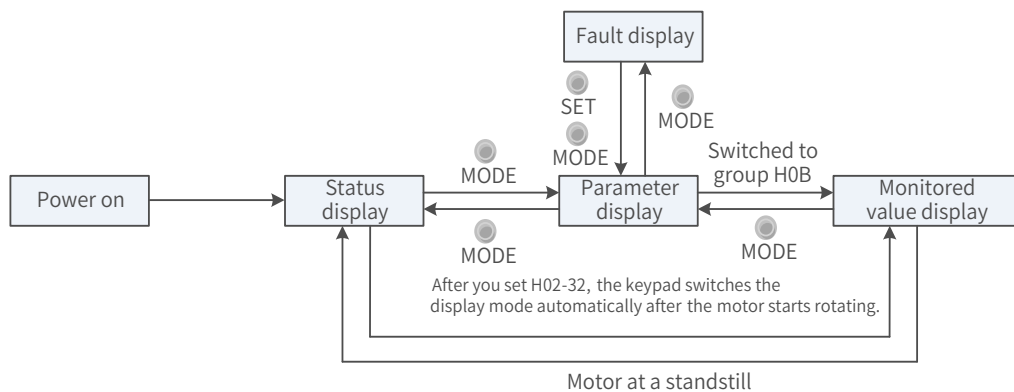 Fault display
SET
MODE
MODE
MODE
Switched to
group H0B
Power on
Status
display
Parameter
display
Monitored
value display
MODE
MODE
After you set H02-32, the keypad switches the
display mode automatically after the motor starts rotating.
Motor at a standstill